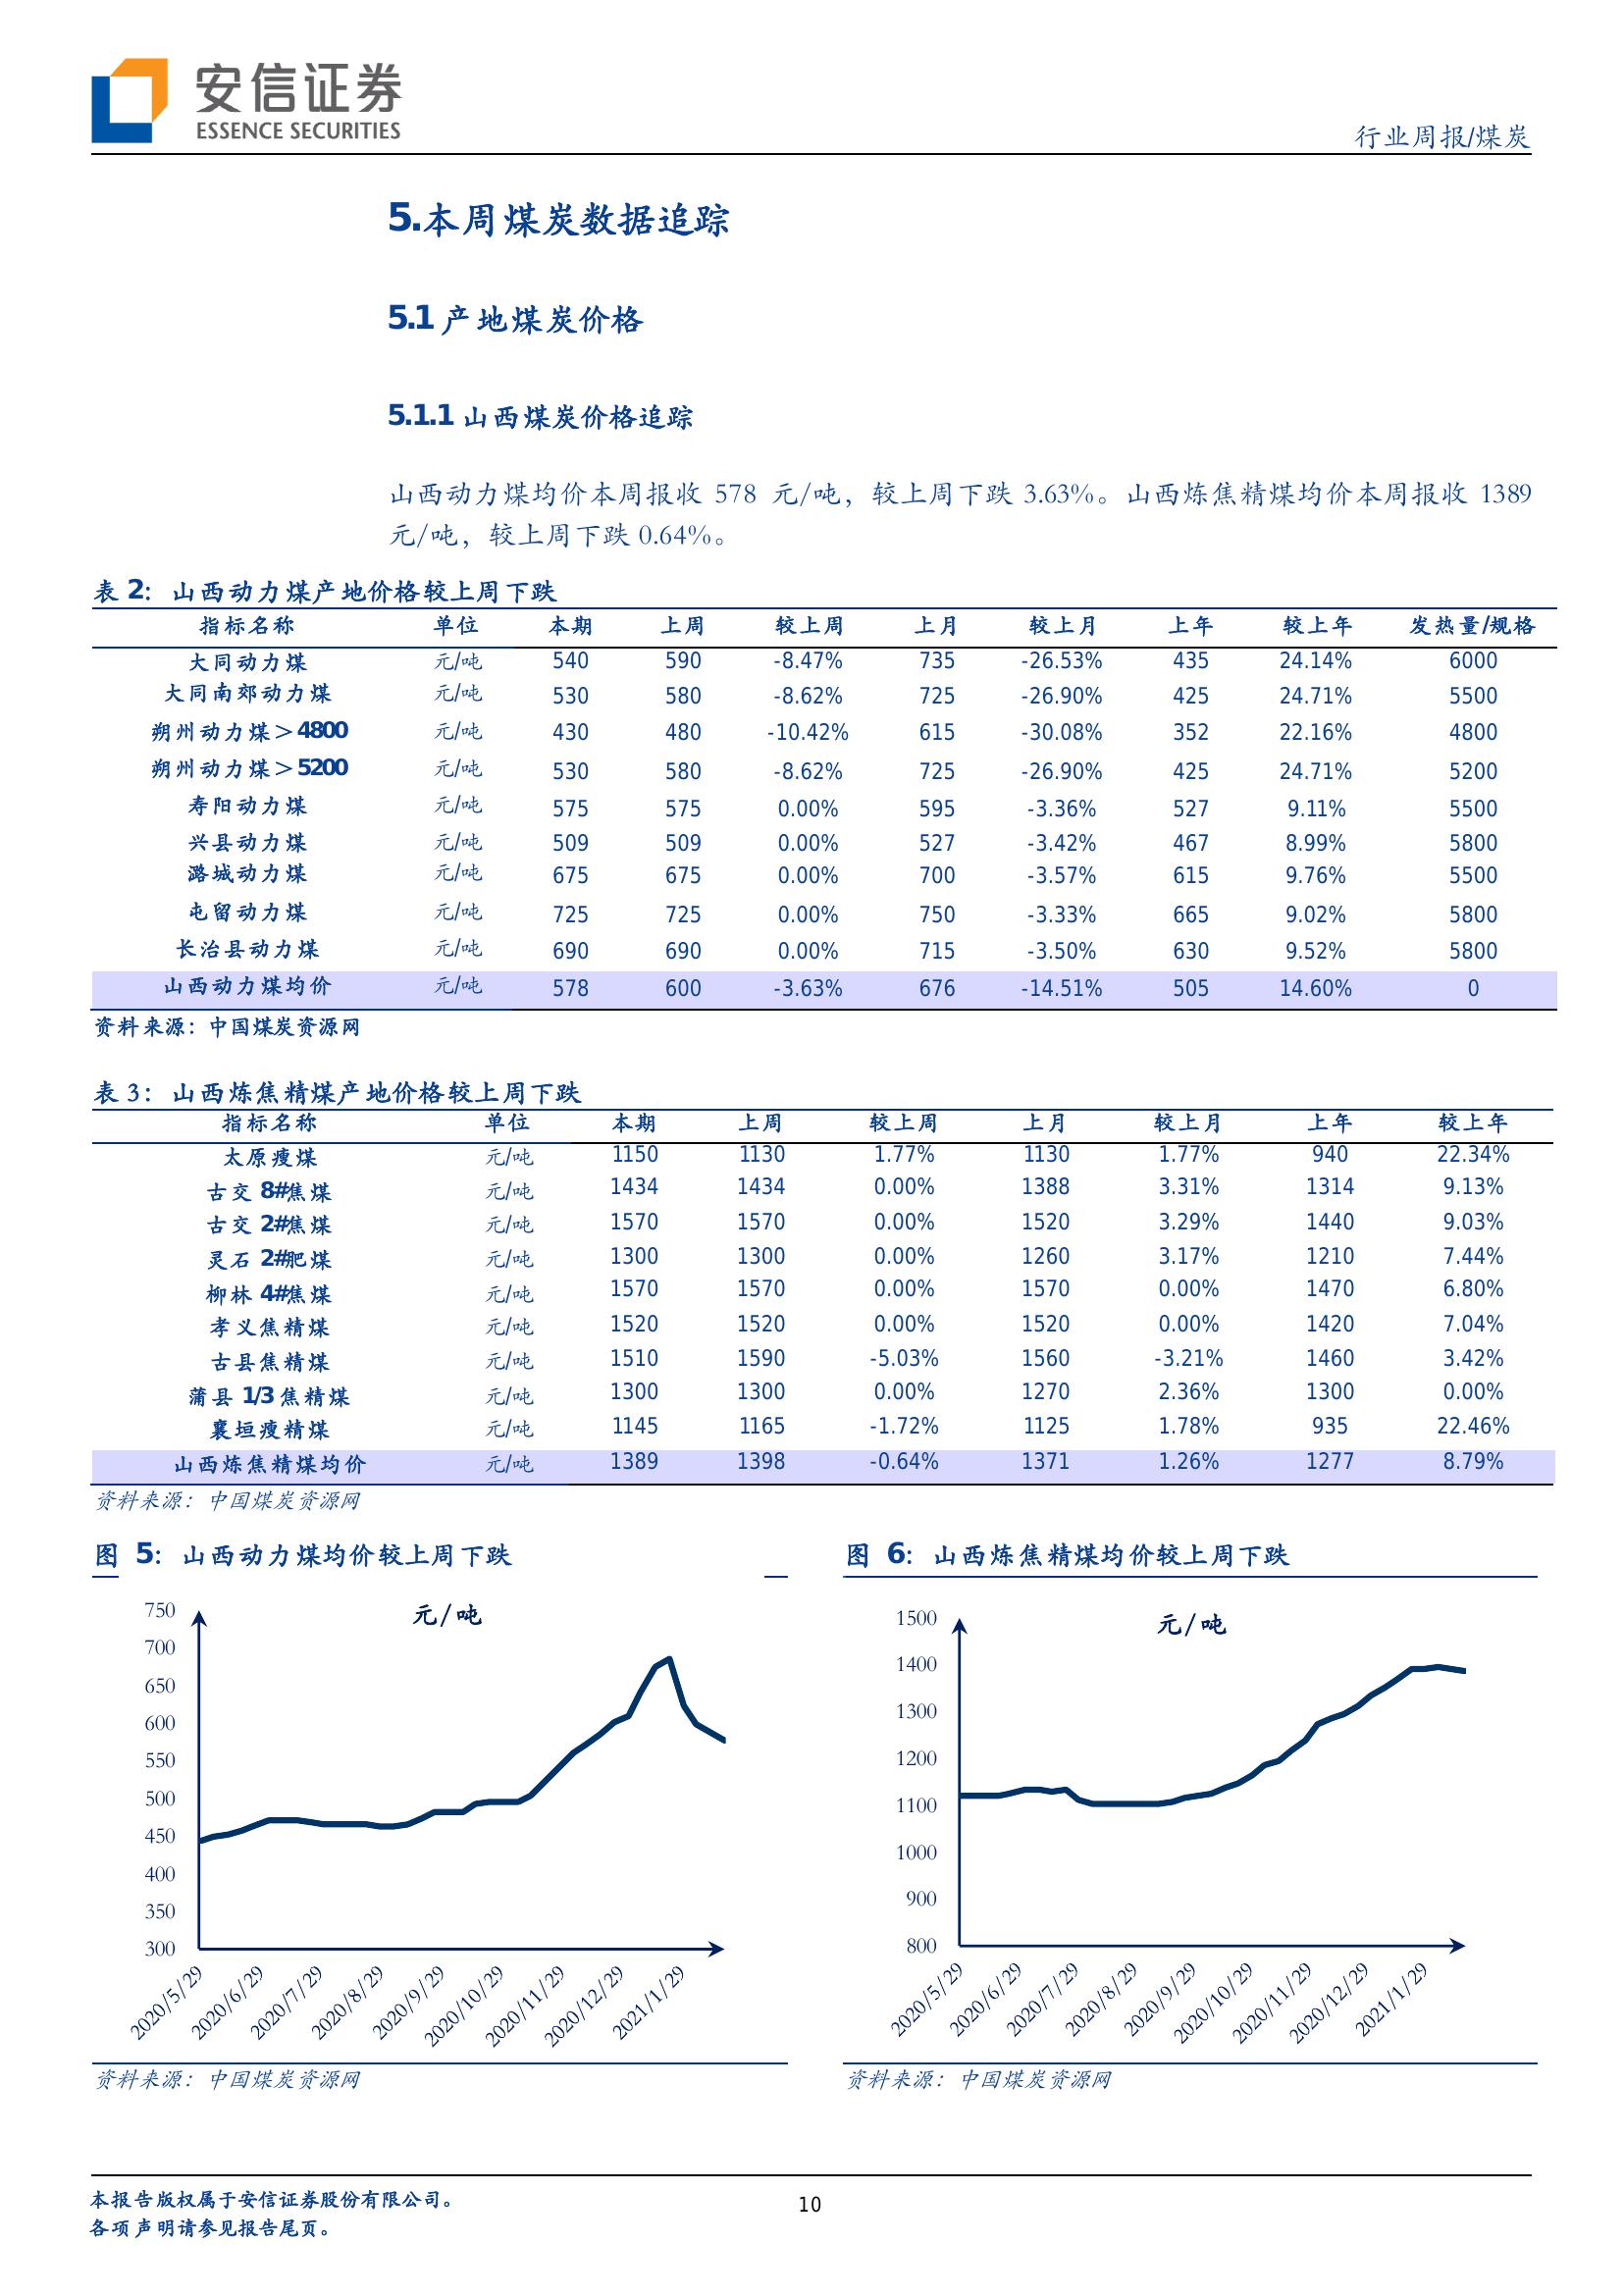 安信证券
ESSENCE SECURITIES
行业周报/煤炭
5.本周煤炭数据追踪
5.1 产地煤炭价格
5.1.1 山西煤炭价格追踪
山西动力煤均价本周报收 578 元/吨，较上周下跌 3.63%。山西炼焦精煤均价本周报收 1389
元/吨，较上周下跌 0.64%。
表 2：山西动力煤产地价格较上周下跌
指标名称 单位 本期 上周 较上周 上月 较上月 上年 较上年 发热量/规格
大同动力煤 元/吨 540 590 -8.47% 735 -26.53% 435 24.14% 6000
大同南郊动力煤 元/吨 530 580 -8.62% 725 -26.90% 425 24.71% 5500
朔州动力煤＞4800 元/吨 430 480 -10.42% 615 -30.08% 352 22.16% 4800
朔州动力煤＞5200 元/吨 530 580 -8.62% 725 -26.90% 425 24.71% 5200
寿阳动力煤 元/吨 575 575 0.00% 595 -3.36% 527 9.11% 5500
兴县动力煤 元/吨 509 509 0.00% 527 -3.42% 467 8.99% 5800
潞城动力煤 元/吨 675 675 0.00% 700 -3.57% 615 9.76% 5500
屯留动力煤 元/吨 725 725 0.00% 750 -3.33% 665 9.02% 5800
长治县动力煤 元/吨 690 690 0.00% 715 -3.50% 630 9.52% 5800
山西动力煤均价 元/吨 578 600 -3.63% 676 -14.51% 505 14.60% 0
资料来源：中国煤炭资源网
表 3：山西炼焦精煤产地价格较上周下跌
指标名称 单位 本期 上周 较上周 上月 较上月 上年 较上年
太原瘦煤 元/吨 1150 1130 1.77% 1130 1.77% 940 22.34%
古交 8#焦煤 元/吨 1434 1434 0.00% 1388 3.31% 1314 9.13%
古交 2#焦煤 元/吨 1570 1570 0.00% 1520 3.29% 1440 9.03%
灵石 2#肥煤 元/吨 1300 1300 0.00% 1260 3.17% 1210 7.44%
柳林 4#焦煤 元/吨 1570 1570 0.00% 1570 0.00% 1470 6.80%
孝义焦精煤 元/吨 1520 1520 0.00% 1520 0.00% 1420 7.04%
古县焦精煤 元/吨 1510 1590 -5.03% 1560 -3.21% 1460 3.42%
蒲县 1/3 焦精煤 元/吨 1300 1300 0.00% 1270 2.36% 1300 0.00%
襄垣瘦精煤 元/吨 1145 1165 -1.72% 1125 1.78% 935 22.46%
山西炼焦精煤均价 元/吨 1389 1398 -0.64% 1371 1.26% 1277 8.79%
资料来源：中国煤炭资源网
图 5：山西动力煤均价较上周下跌
元/吨
750
700
650
600
550
500
450
400
350
300
2020/5/29 2020/6/29 2020/7/29 2020/8/29 2020/9/29 2020/10/29 2020/11/29 2020/12/29 2021/1/29
资料来源：中国煤炭资源网
图 6：山西炼焦精煤均价较上周下跌
元/吨
1500
1400
1300
1200
1100
1000
900
800
2020/5/29 2020/6/29 2020/7/29 2020/8/29 2020/9/29 2020/10/29 2020/11/29 2020/12/29 2021/1/29
资料来源：中国煤炭资源网
本报告版权属于安信证券股份有限公司。
各项声明请参见报告尾页。
10